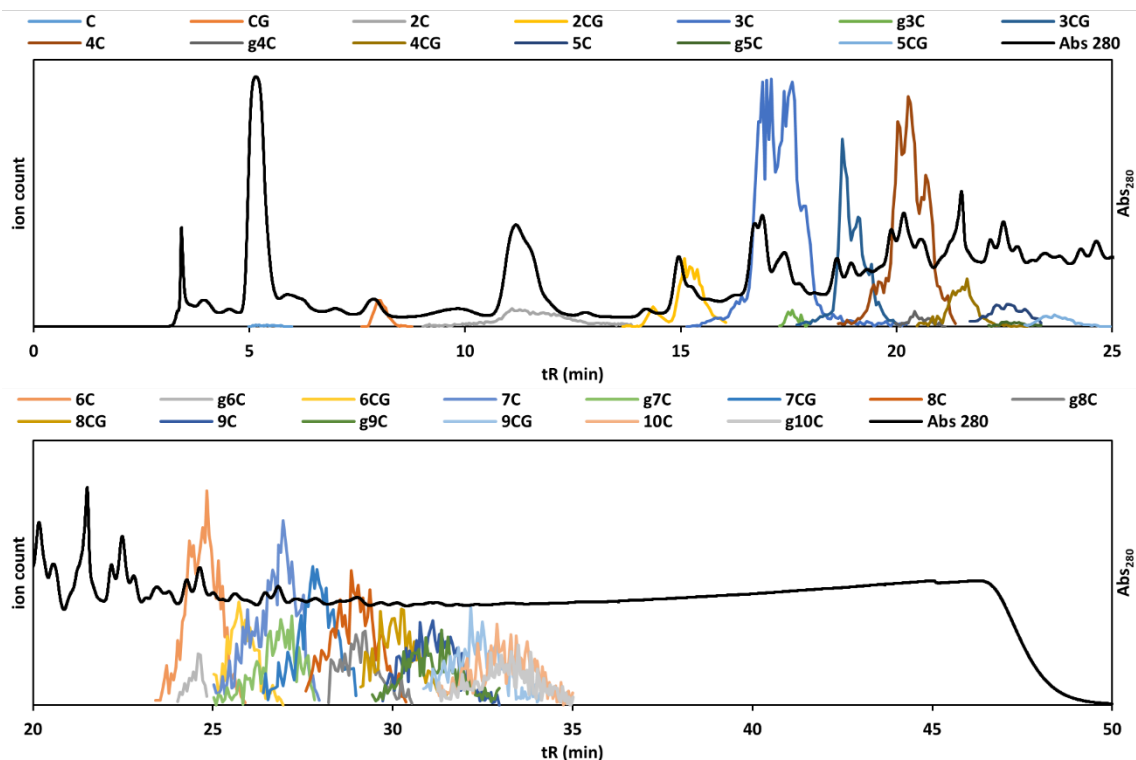 C CG 2C 2CG 3C g3C 3CG
4C g4C 4CG 5C g5C 5CG Abs 280
ion count
Abs280
0 5 10 15 20 25
tR (min)
6C g6C 6CG 7C g7C 7CG 8C g8C
8CG 9C g9C 9CG 10C g10C Abs 280
ion count
Abs280
20 25 30 35 40 45 50
tR (min)